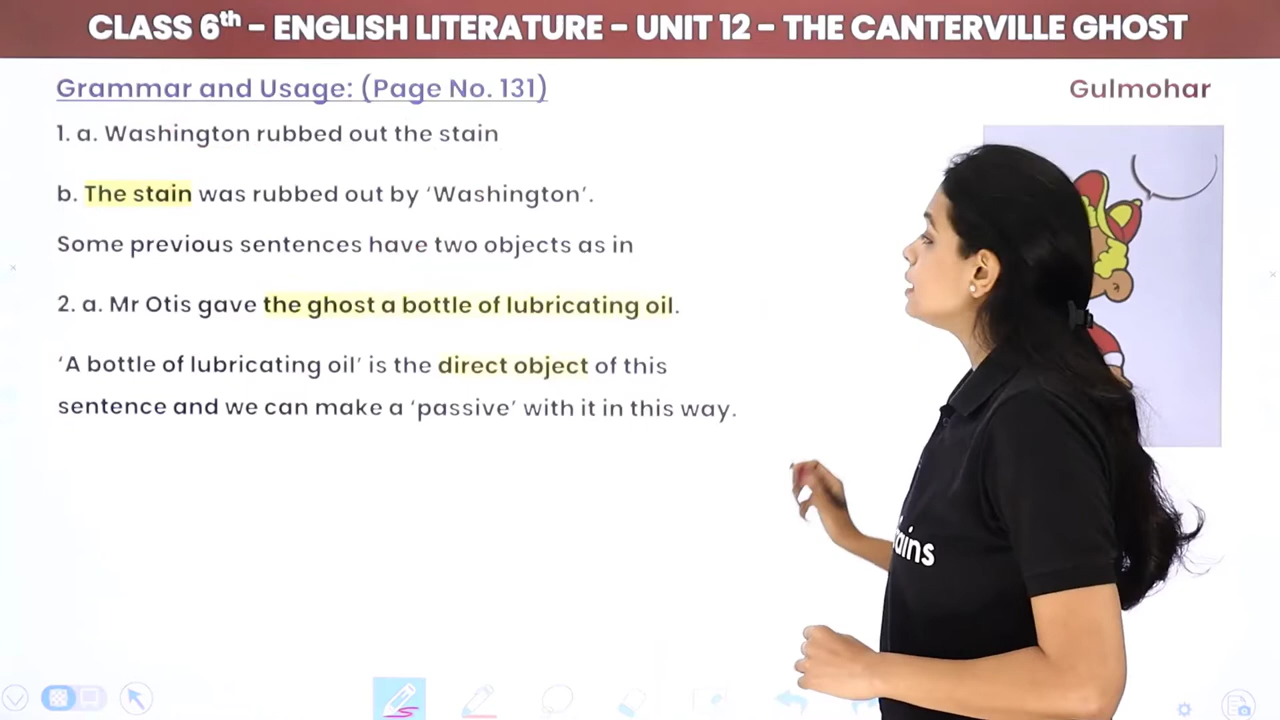 CLASS 6th – ENGLISH LITERATURE – UNIT 12 – THE CANTERVILLE GHOST
Grammar and Usage: (Page No. 131)
Gulmohar
1. a. Washington rubbed out the stain
b. The stain was rubbed out by ‘Washington’.
Some previous sentences have two objects as in
2. a. Mr Otis gave the ghost a bottle of lubricating oil.
‘A bottle of lubricating oil’ is the direct object of this
sentence and we can make a ‘passive’ with it in this way.